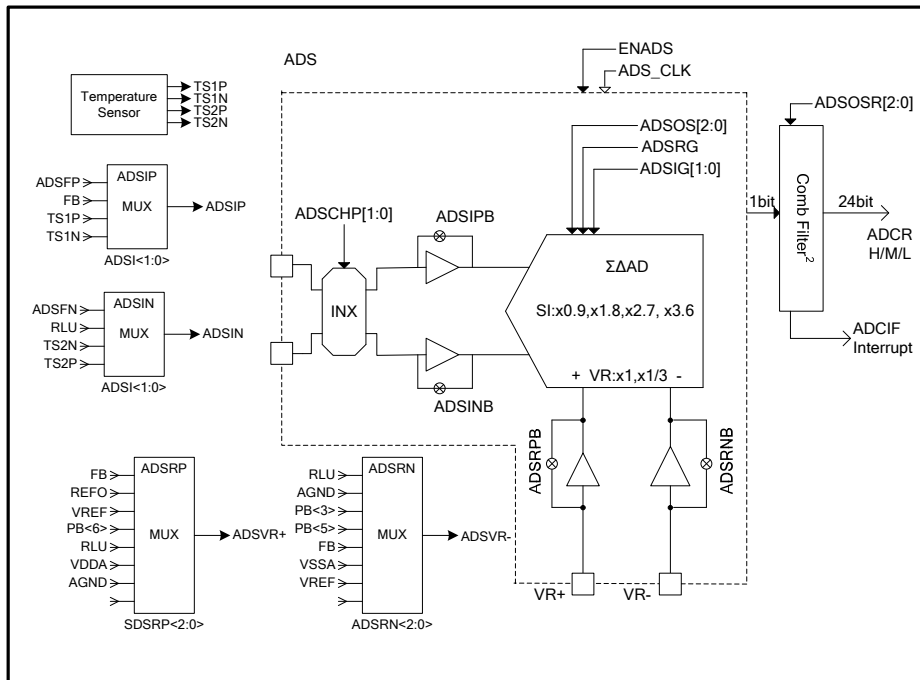 ADS
ENADS
ADS_CLK
Temperature
Sensor
TS1P
TS1N
TS2P
TS2N
ADSOS[2:0]
ADSRG
ADSIG[1:0]
ADSOSR[2:0]
ADSFP
FB
TS1P
TS1N
ADSIP
MUX
ADSIP
ADSI<1:0>
ADSCHP[1:0]
ADSIPB
INX
ΣΔAD
SI:x0.9,x1.8,x2.7, x3.6
+ VR:x1,x1/3 -
1bit
Comb Filter2
24bit
ADCR
H/M/L
ADCIF
Interrupt
ADSFN
RLU
TS2N
TS2P
ADSIN
MUX
ADSIN
ADSI<1:0>
ADSINB
ADSRPB
ADSRNB
VR+
VR-
FB
REFO
VREF
PB<6>
RLU
VDDA
AGND
ADSRP
MUX
ADSVR+
SDSRP<2:0>
RLU
AGND
PB<3>
PB<5>
FB
VSSA
VREF
ADSRN
MUX
ADSVR-
ADSRN<2:0>